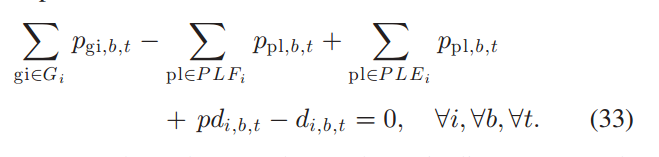 ∑_{gi∈G_i} p_{gi,b,t} − ∑_{pl∈PLF_i} p_{pl,b,t} + ∑_{pl∈PLE_i} p_{pl,b,t}
+ pd_{i,b,t} − d_{i,b,t} = 0, ∀i, ∀b, ∀t. (33)